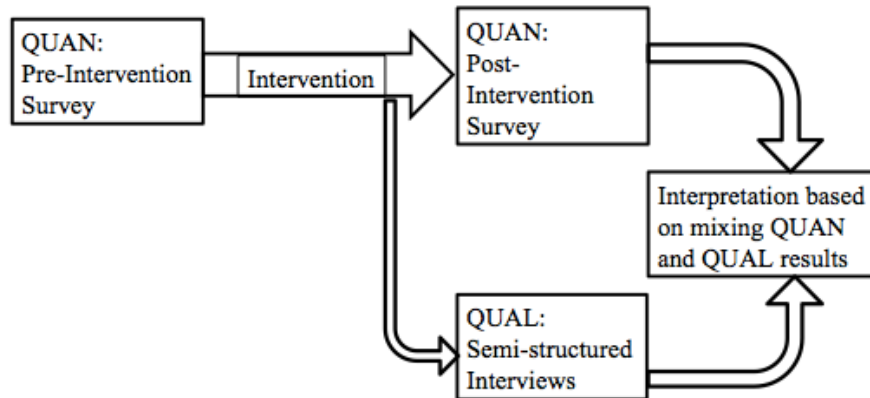 QUAN:
Pre-Intervention
Survey
Intervention
QUAN:
Post-
Intervention
Survey
Interpretation based
on mixing QUAN
and QUAL results
QUAL:
Semi-structured
Interviews